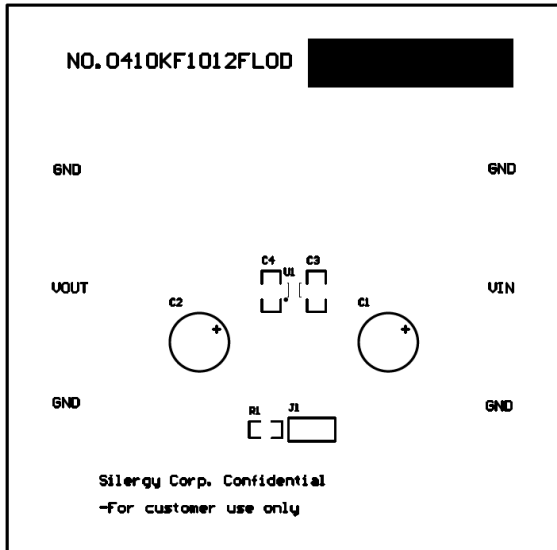 NO.0410KF1012FLOD
GND GND
C4 C3
U1
VOUT VIN
C2 C1
+ +
GND GND
R1 J1
Silergy Corp. Confidential
-For customer use only